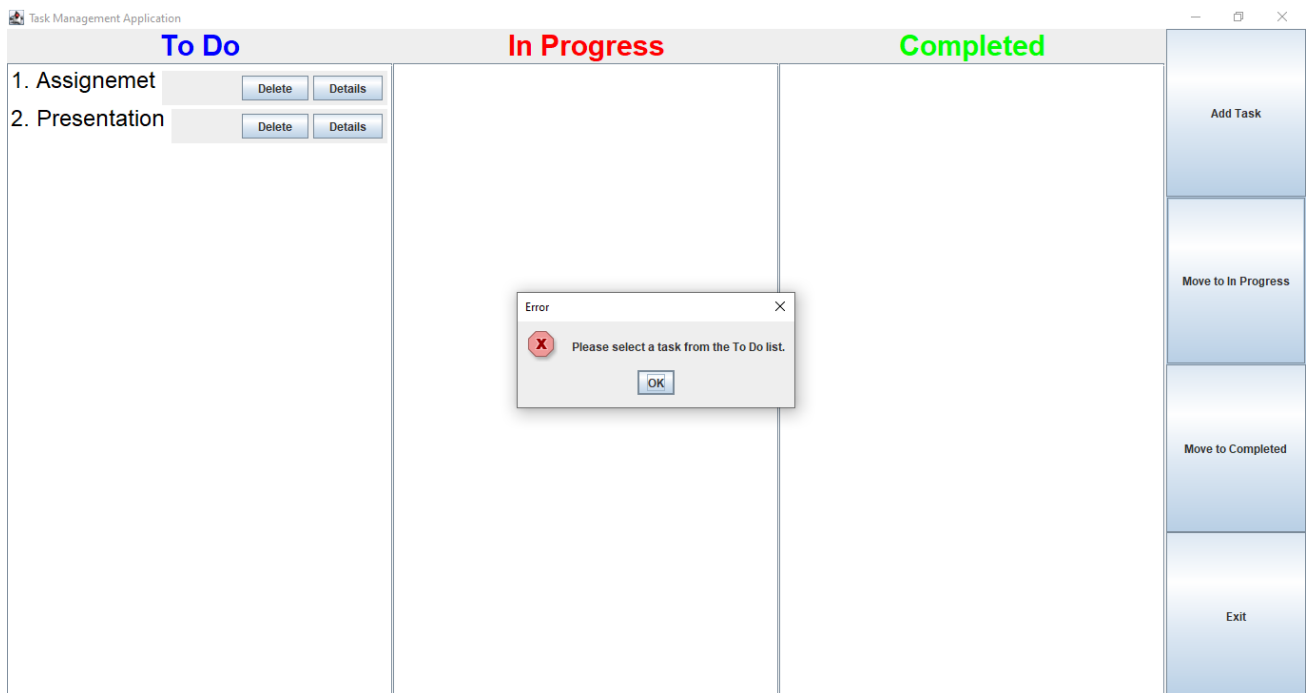 Task Management Application
To Do
In Progress
Completed
1. Assignemet
Delete
Details
2. Presentation
Delete
Details
Error
X
Please select a task from the To Do list.
OK
Add Task
Move to In Progress
Move to Completed
Exit